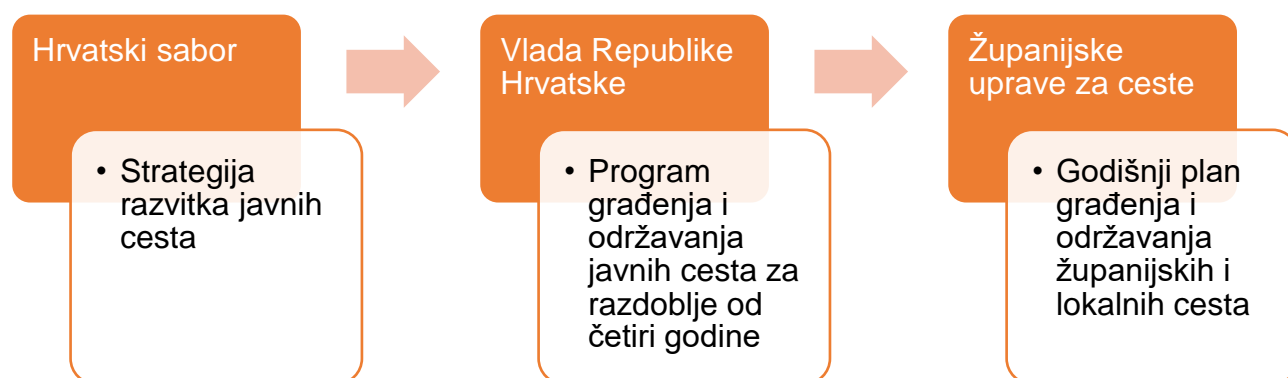 Hrvatski sabor
• Strategija
razvitka javnih
cesta
Vlada Republike
Hrvatske
• Program
građenja i
održavanja
javnih cesta za
razdoblje od
četiri godine
Županijske
uprave za ceste
• Godišnji plan
građenja i
održavanja
županijskih i
lokalnih cesta